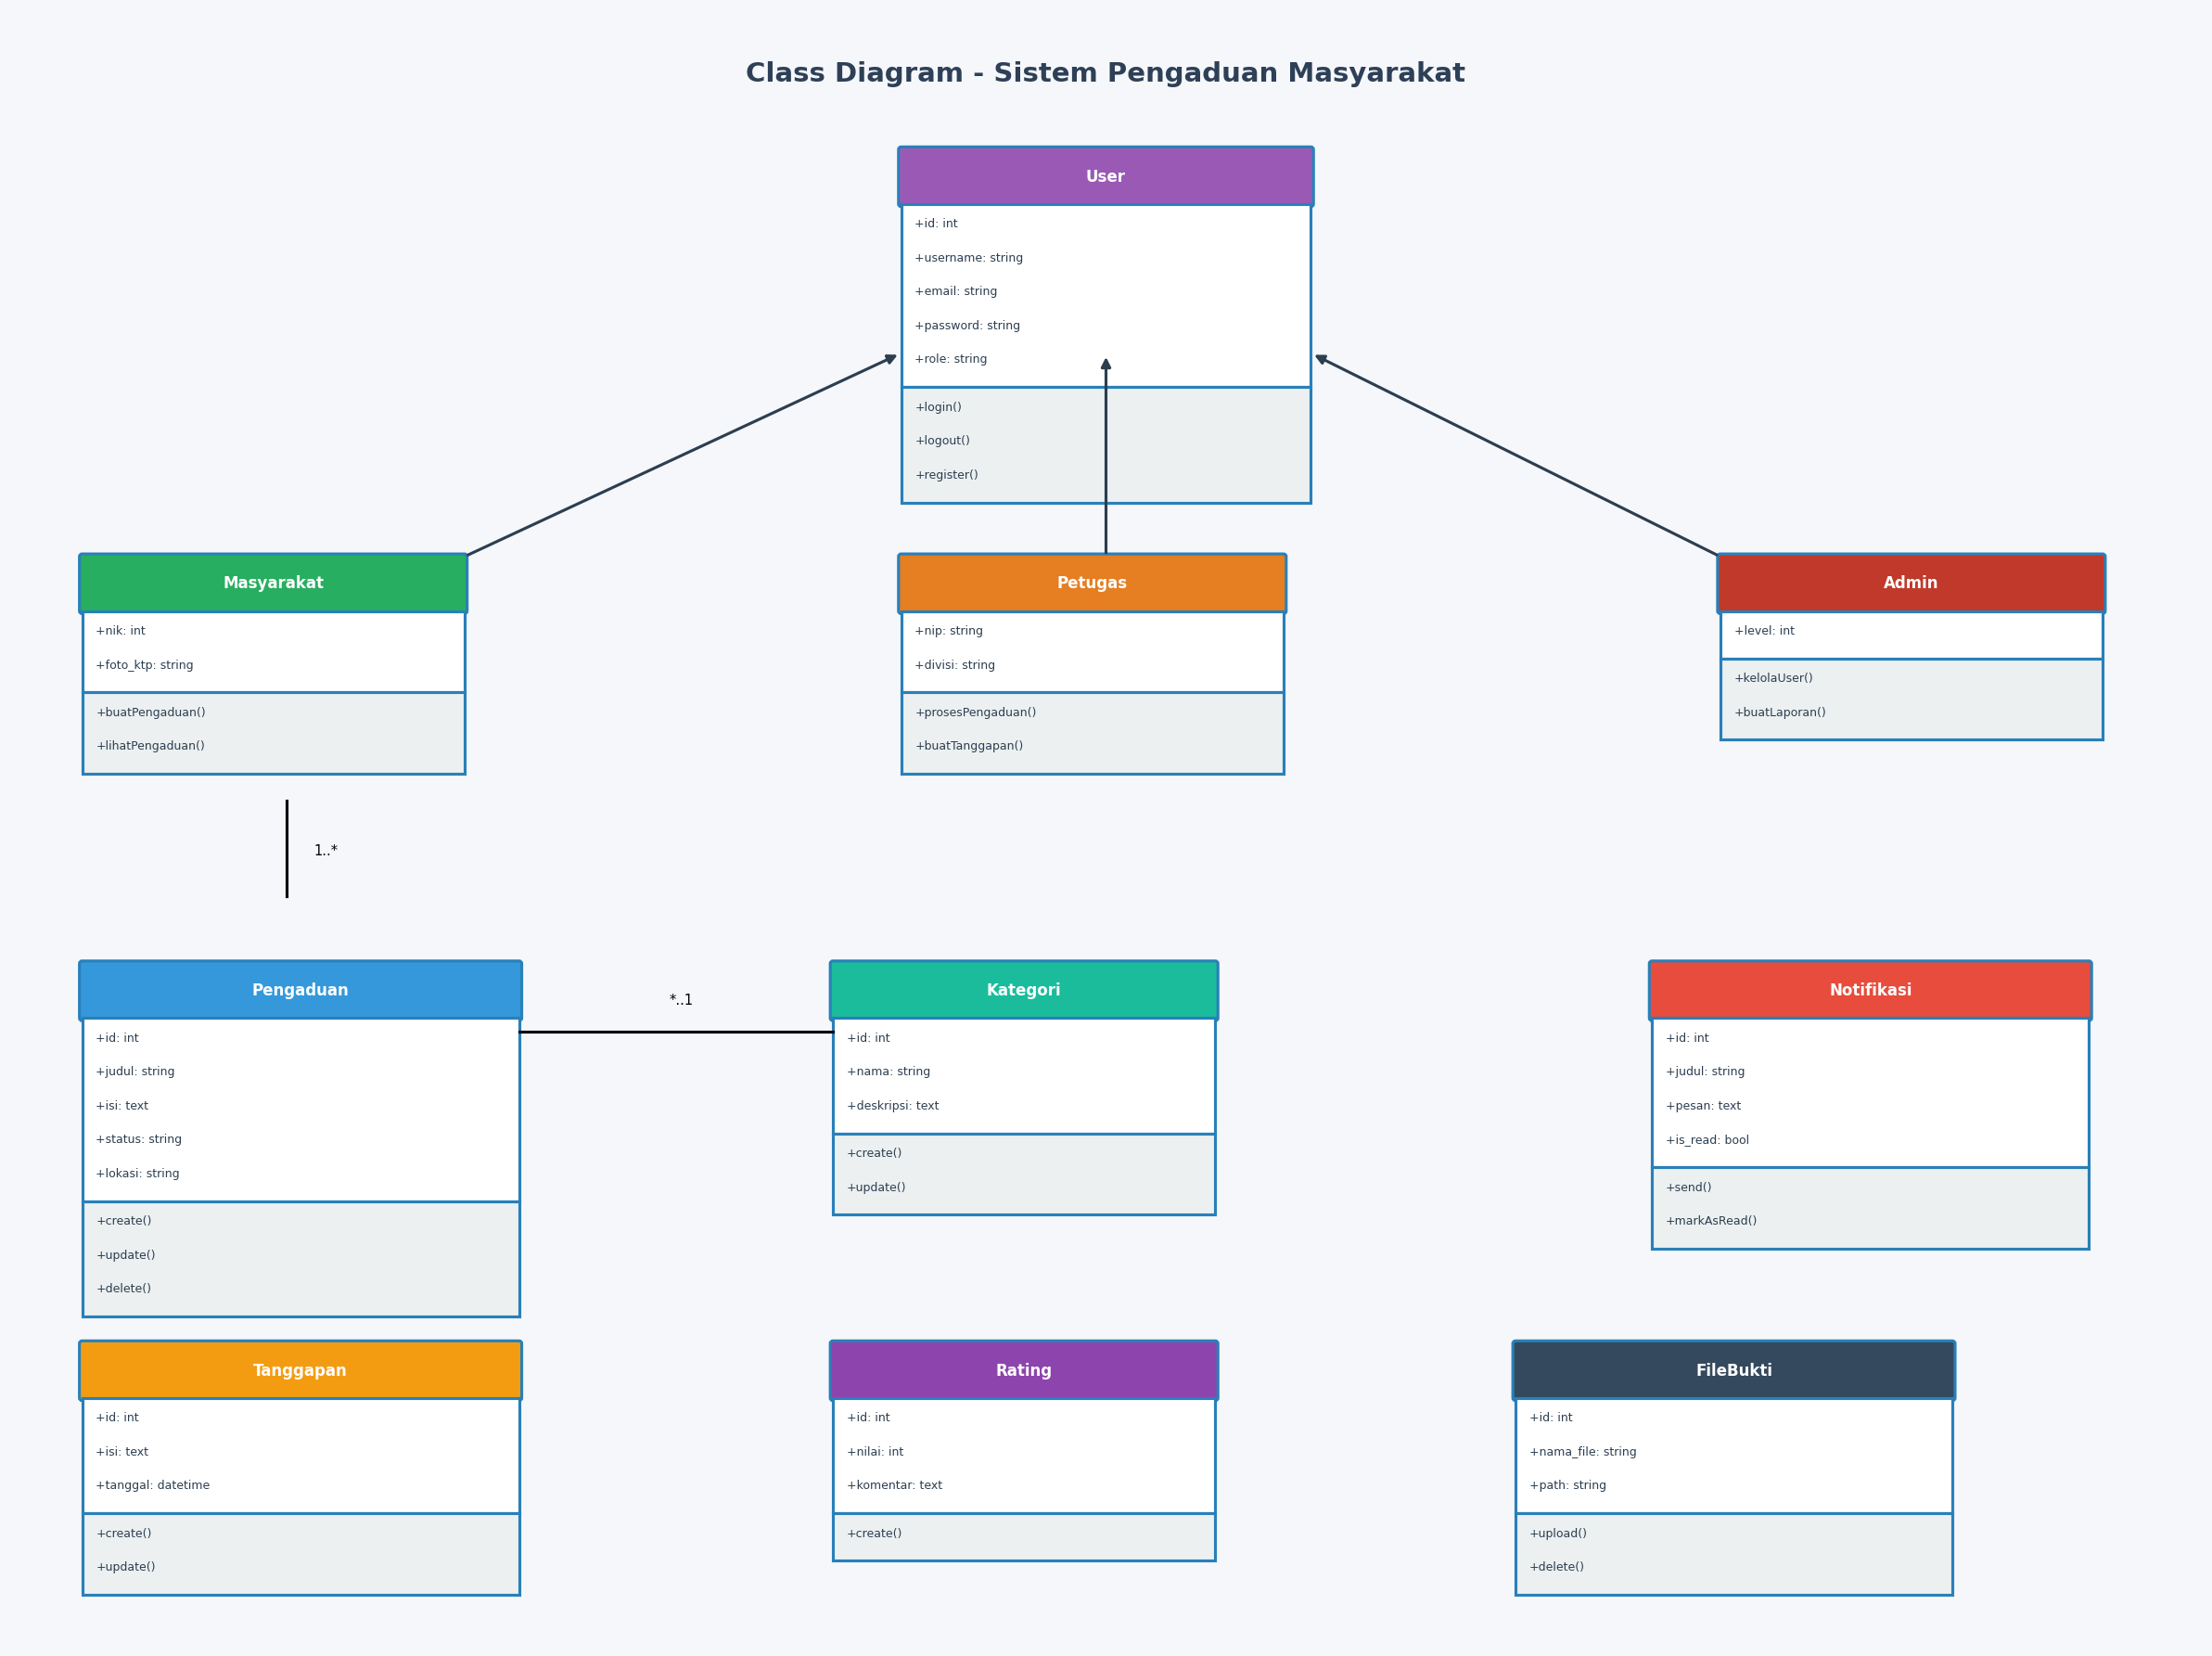 Class Diagram - Sistem Pengaduan Masyarakat
User
+id: int
+username: string
+email: string
+password: string
+role: string
+login()
+logout()
+register()
Masyarakat
+nik: int
+foto_ktp: string
+buatPengaduan()
+lihatPengaduan()
Petugas
+nip: string
+divisi: string
+prosesPengaduan()
+buatTanggapan()
Admin
+level: int
+kelolaUser()
+buatLaporan()
1..*
Pengaduan
+id: int
+judul: string
+isi: text
+status: string
+lokasi: string
+create()
+update()
+delete()
*..1
Kategori
+id: int
+nama: string
+deskripsi: text
+create()
+update()
Notifikasi
+id: int
+judul: string
+pesan: text
+is_read: bool
+send()
+markAsRead()
Tanggapan
+id: int
+isi: text
+tanggal: datetime
+create()
+update()
Rating
+id: int
+nilai: int
+komentar: text
+create()
FileBukti
+id: int
+nama_file: string
+path: string
+upload()
+delete()